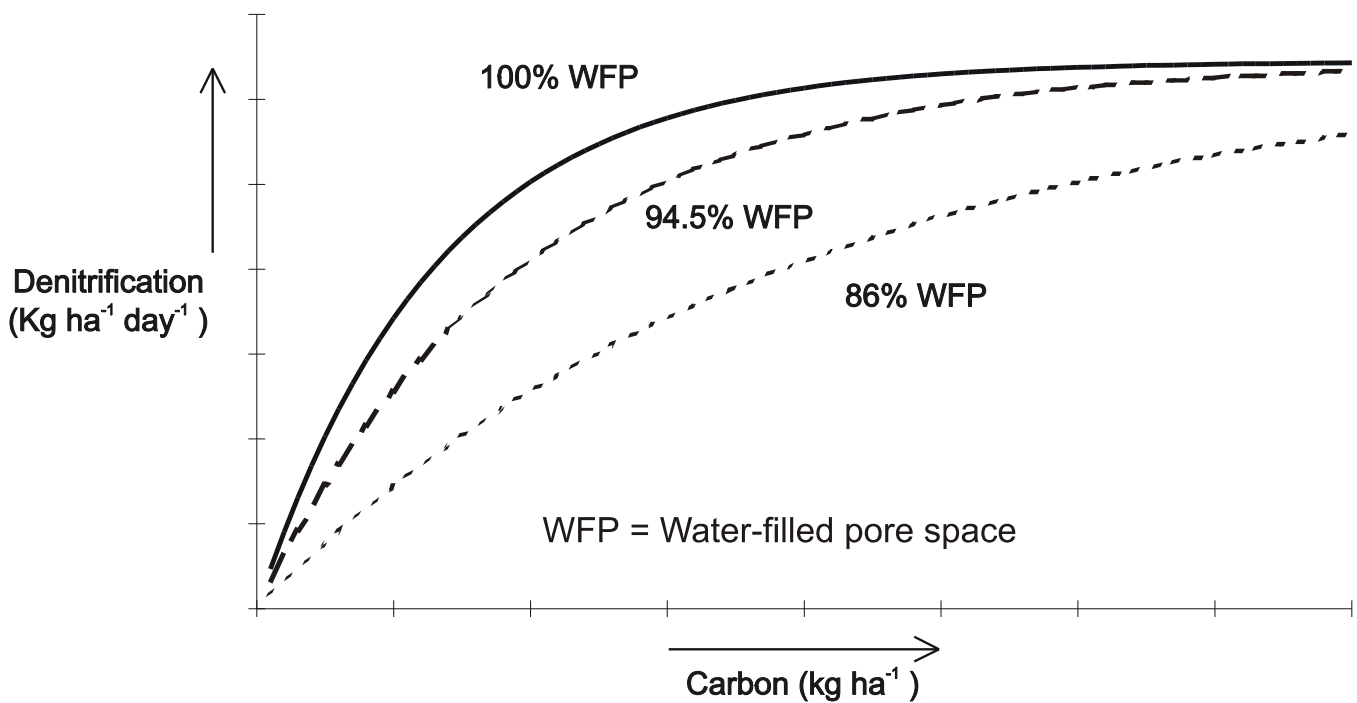 100% WFP
94.5% WFP
Denitrification
(Kg ha⁻¹ day⁻¹ )
86% WFP
WFP = Water-filled pore space
Carbon (kg ha⁻¹ )